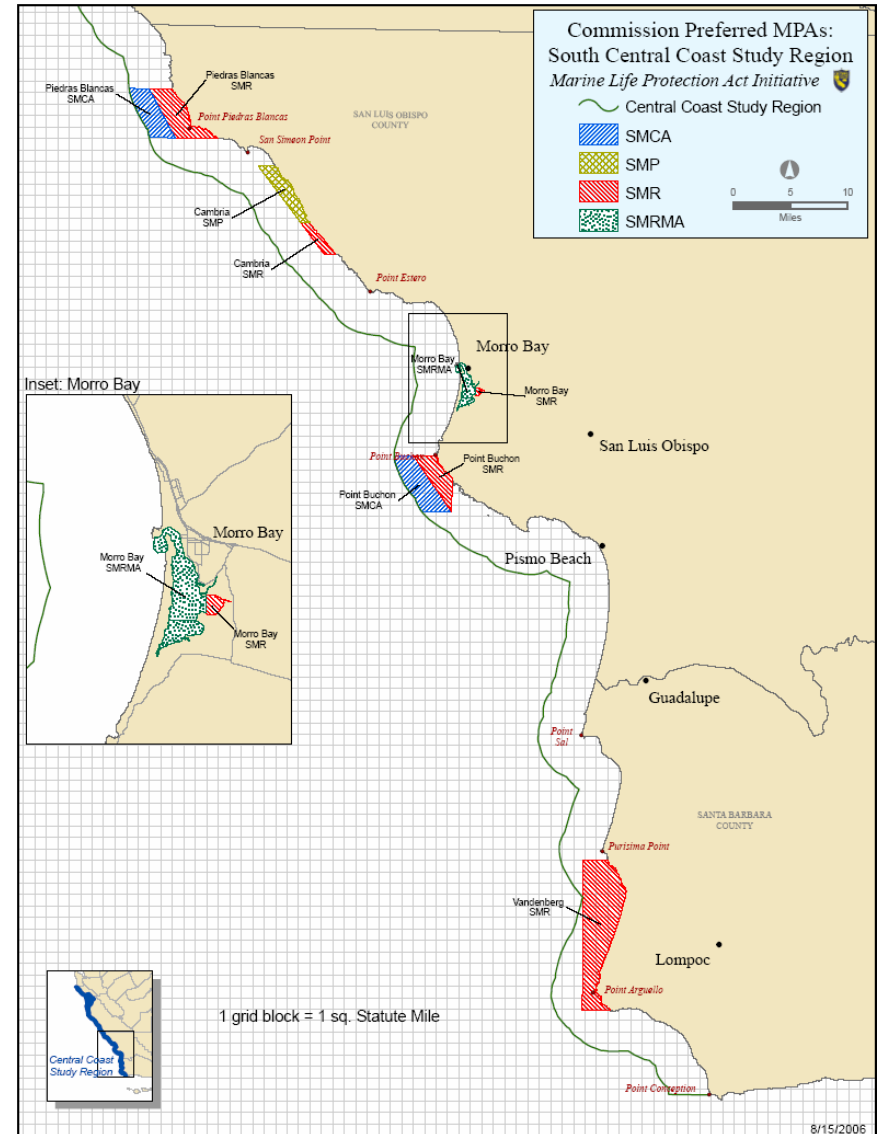 Commission Preferred MPAs:
South Central Coast Study Region
Marine Life Protection Act Initiative
Central Coast Study Region
SMCA
SMP
SMR
SMRMA
0 5 10
Miles
Piedras Blancas
SMCA
Piedras Blancas
SMR
Point Piedras Blancas
SAN LUIS OBISPO
COUNTY
San Simeon Point
Cambria
SMP
Cambria
SMR
Point Estero
Morro Bay
Morro Bay
SMRMA
Morro Bay
SMR
San Luis Obispo
Point Buchon
Point Buchon
SMR
Point Buchon
SMCA
Pismo Beach
Inset: Morro Bay
Morro Bay
Morro Bay
SMRMA
Morro Bay
SMR
Guadalupe
Point
Sal
SANTA BARBARA
COUNTY
Purisima Point
Vandenberg
SMR
Lompoc
Point Arguello
1 grid block = 1 sq. Statute Mile
Central Coast
Study Region
Point Conception
8/15/2006